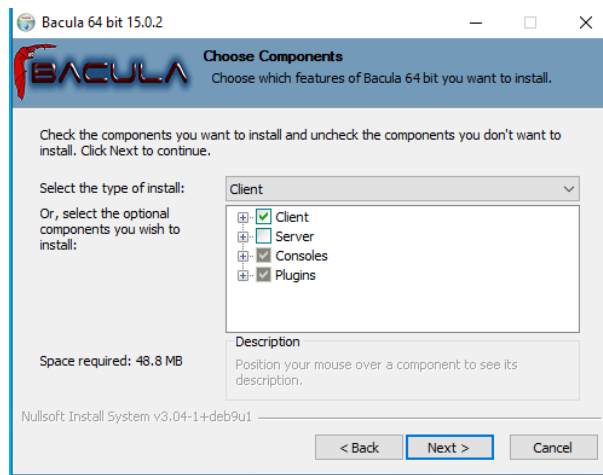 Bacula 64 bit 15.0.2
BACULA
Choose Components
Choose which features of Bacula 64 bit you want to install.
Check the components you want to install and uncheck the components you don't want to
install. Click Next to continue.
Select the type of install:
Client
Or, select the optional
components you wish to
install:
Client
Server
Consoles
Plugins
Space required: 48.8 MB
Description
Position your mouse over a component to see its
description.
Nullsoft Install System v3.04-1+deb9u1
< Back
Next >
Cancel